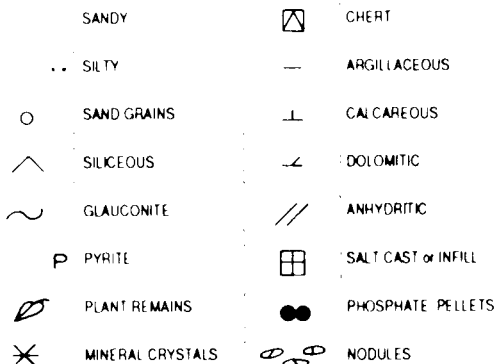 SANDY
CHERT
SILTY
ARGILLACEOUS
SAND GRAINS
CALCAREOUS
SILICEOUS
DOLOMITIC
GLAUCONITE
ANHYDRITIC
P PYRITE
SALT CAST or INFILL
PLANT REMAINS
PHOSPHATE PELLETS
MINERAL CRYSTALS
NODULES